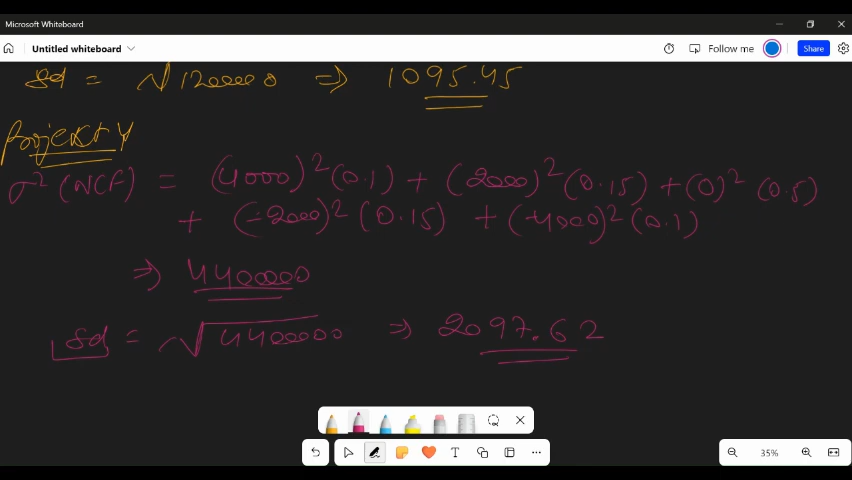 Microsoft Whiteboard
Untitled whiteboard
Follow me
Share
Sd = √1200000 ⇒ 1095.45
Project Y
σ² (NCF) = (4000)² (0.1) + (2000)² (0.15) + (0)² (0.5)
+ (-2000)² (0.15) + (-4000)² (0.1)
⇒ 4400000
Sd = √4400000 ⇒ 2097.62
35%